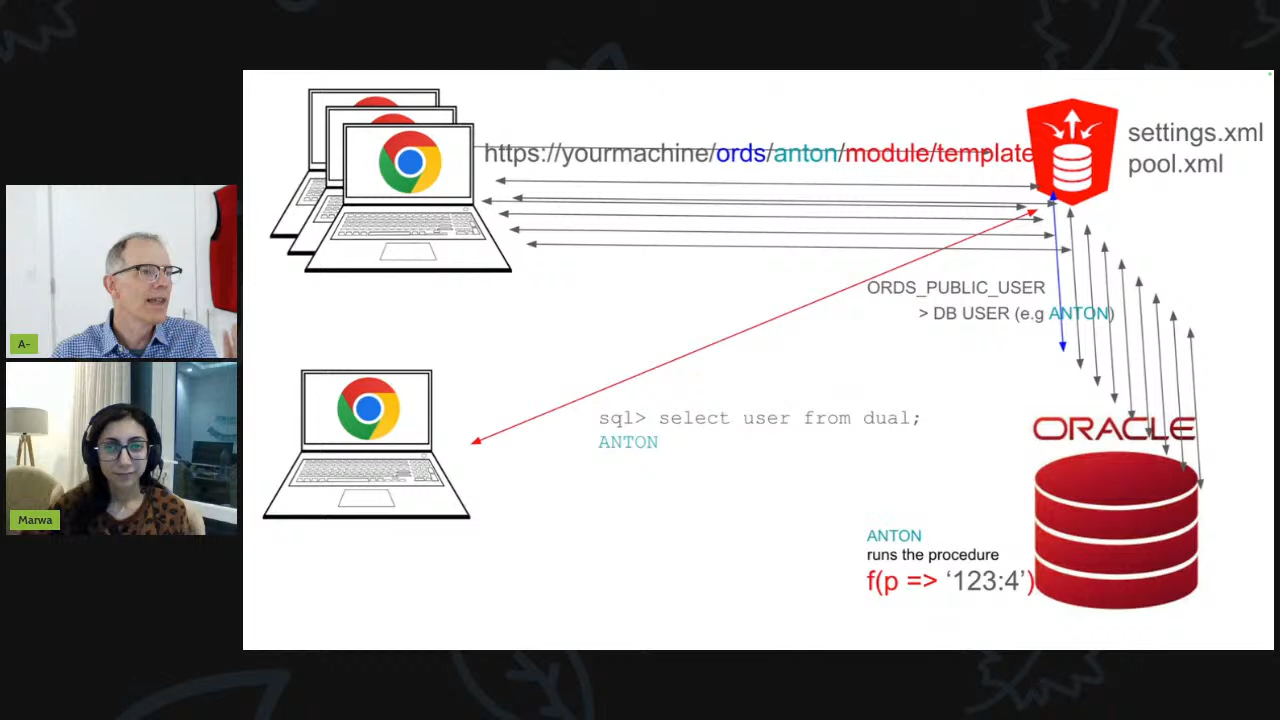 https://yourmachine/ords/anton/module/template
settings.xml
pool.xml
ORDS_PUBLIC_USER
> DB USER (e.g ANTON)
A-
sql> select user from dual;
ANTON
ORACLE
Marwa
ANTON
runs the procedure
f(p => ‘123:4’)